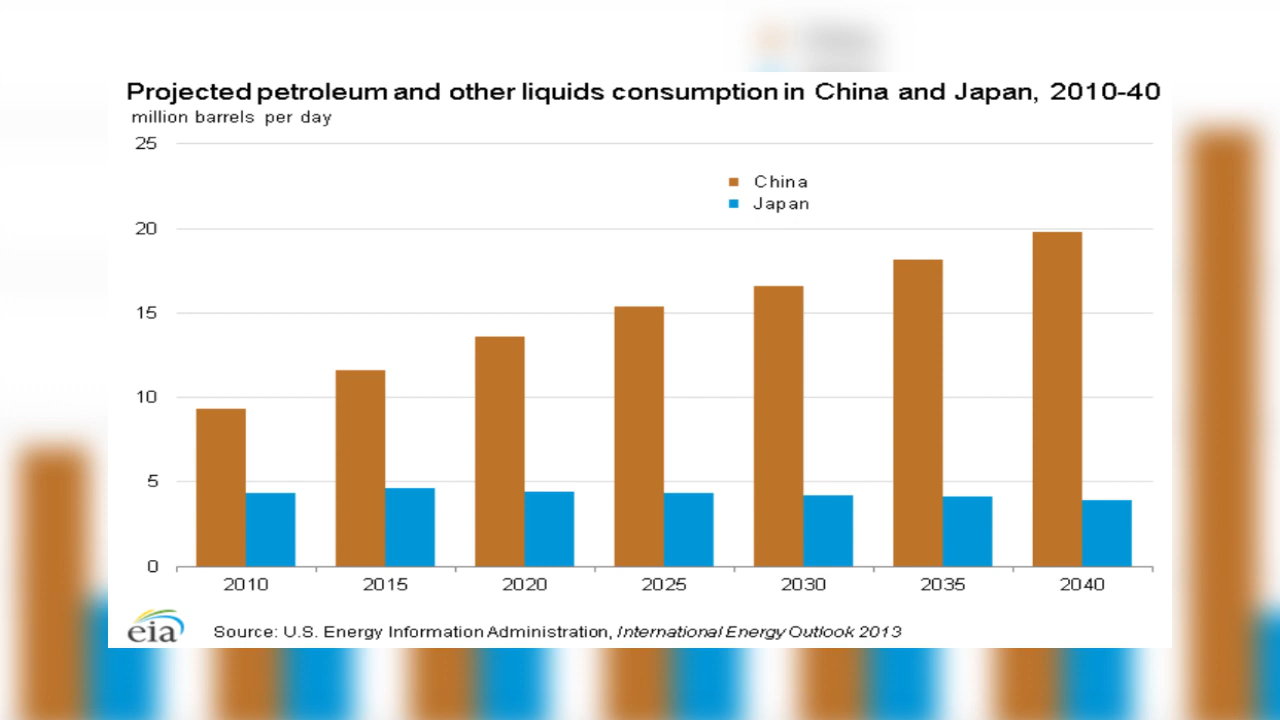 Projected petroleum and other liquids consumption in China and Japan, 2010-40
million barrels per day
25
China
Japan
20
15
10
5
0
2010 2015 2020 2025 2030 2035 2040
eia
Source: U.S. Energy Information Administration, International Energy Outlook 2013